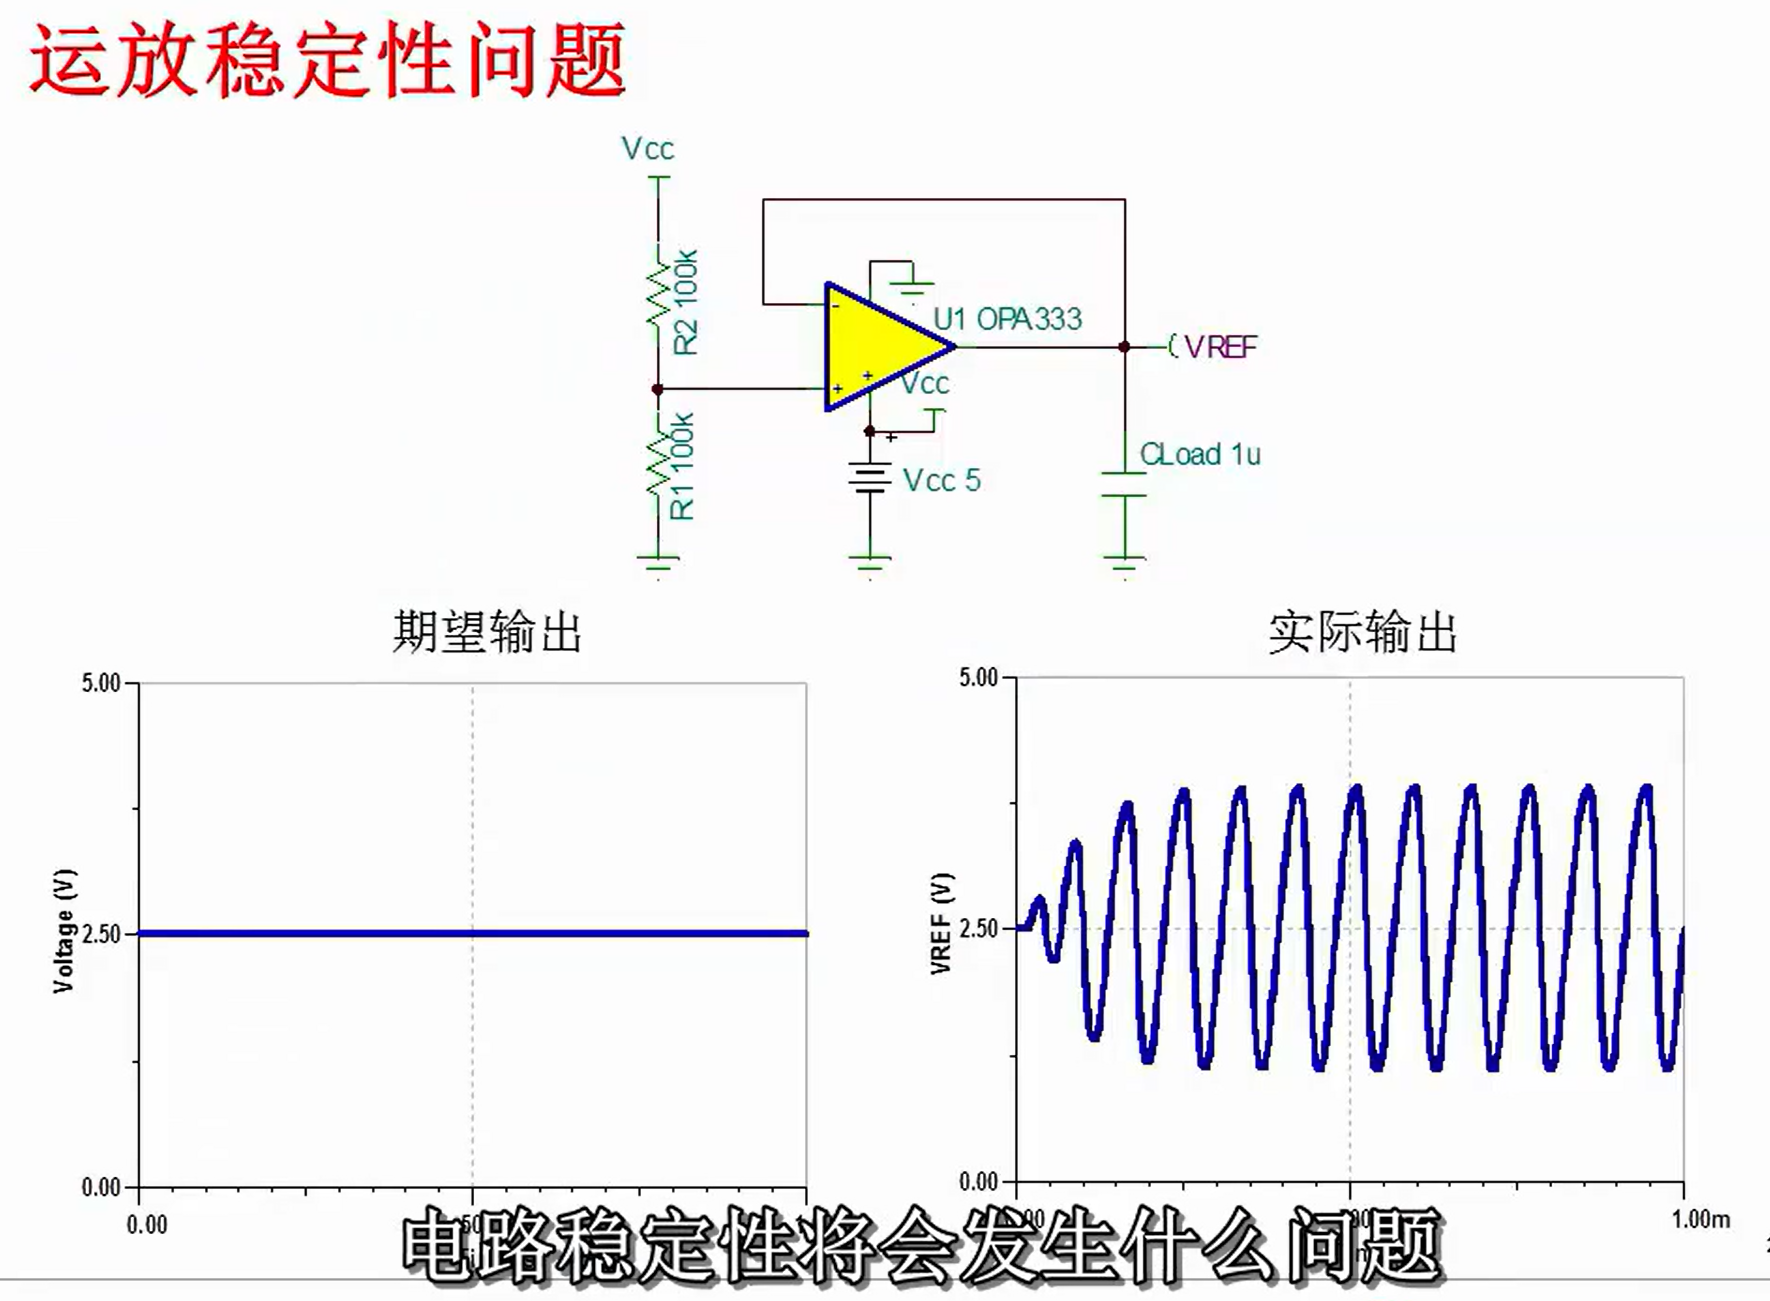 运放稳定性问题
Vcc
R2 100k
U1 OPA333
VREF
Vcc
R1 100k
CLoad 1u
Vcc 5
期望输出
实际输出
5.00
2.50
0.00
Voltage (V)
0.00
5.00
2.50
0.00
VREF (V)
1.00m
电路稳定性将会发生什么问题